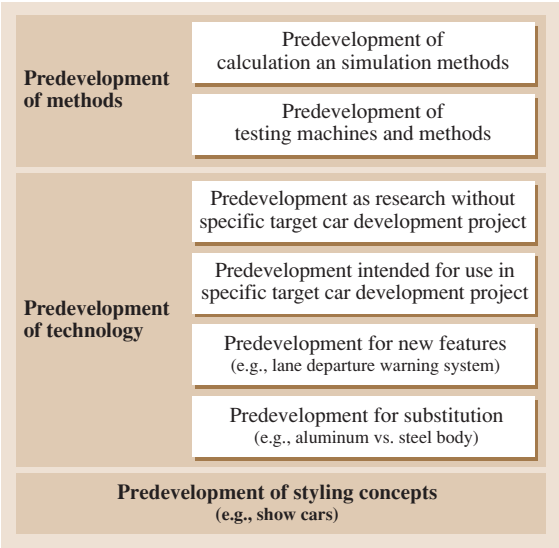 Predevelopment
of methods
Predevelopment of
calculation an simulation methods
Predevelopment of
testing machines and methods
Predevelopment
of technology
Predevelopment as research without
specific target car development project
Predevelopment intended for use in
specific target car development project
Predevelopment for new features
(e.g., lane departure warning system)
Predevelopment for substitution
(e.g., aluminum vs. steel body)
Predevelopment of styling concepts
(e.g., show cars)